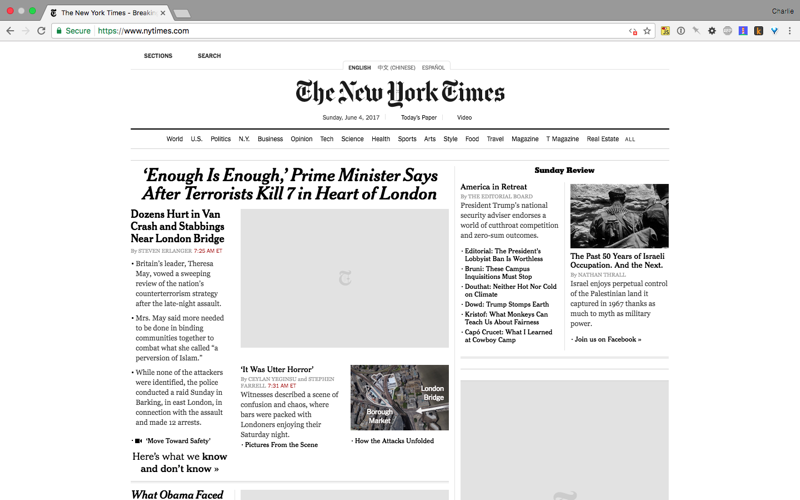 The New York Times - Breakin
Charlie
Secure
https://www.nytimes.com
SECTIONS
SEARCH
ENGLISH 中文 (CHINESE) ESPAÑOL
The New York Times
Sunday, June 4, 2017
Today's Paper
Video
World U.S. Politics N.Y. Business Opinion Tech Science Health Sports Arts Style Food Travel Magazine T Magazine Real Estate ALL
‘Enough Is Enough,’ Prime Minister Says
After Terrorists Kill 7 in Heart of London
Dozens Hurt in Van
Crash and Stabbings
Near London Bridge
By STEVEN ERLANGER 7:25 AM ET
• Britain’s leader, Theresa
May, vowed a sweeping
review of the nation’s
counterterrorism strategy
after the late-night assault.
• Mrs. May said more needed
to be done in binding
communities together to
combat what she called “a
perversion of Islam.”
• While none of the attackers
were identified, the police
conducted a raid Sunday in
Barking, in east London, in
connection with the assault
and made 12 arrests.
• ‘Move Toward Safety’
Here’s what we know
and don’t know »
What Obama Faced
‘It Was Utter Horror’
By CEYLAN YEGINSU and STEPHEN
FARRELL 7:31 AM ET
Witnesses described a scene of
confusion and chaos, where
bars were packed with
Londoners enjoying their
Saturday night.
• Pictures From the Scene
London
Bridge
Borough
Market
• How the Attacks Unfolded
Sunday Review
America in Retreat
By THE EDITORIAL BOARD
President Trump’s national
security adviser endorses a
world of cutthroat competition
and zero-sum outcomes.
• Editorial: The President’s
Lobbyist Ban Is Worthless
• Bruni: These Campus
Inquisitions Must Stop
• Douthat: Neither Hot Nor Cold
on Climate
• Dowd: Trump Stomps Earth
• Kristof: What Monkeys Can
Teach Us About Fairness
• Capó Crucet: What I Learned
at Cowboy Camp
The Past 50 Years of Israeli
Occupation. And the Next.
By NATHAN THRALL
Israel enjoys perpetual control
of the Palestinian land it
captured in 1967 thanks as
much to myth as military
power.
• Join us on Facebook »